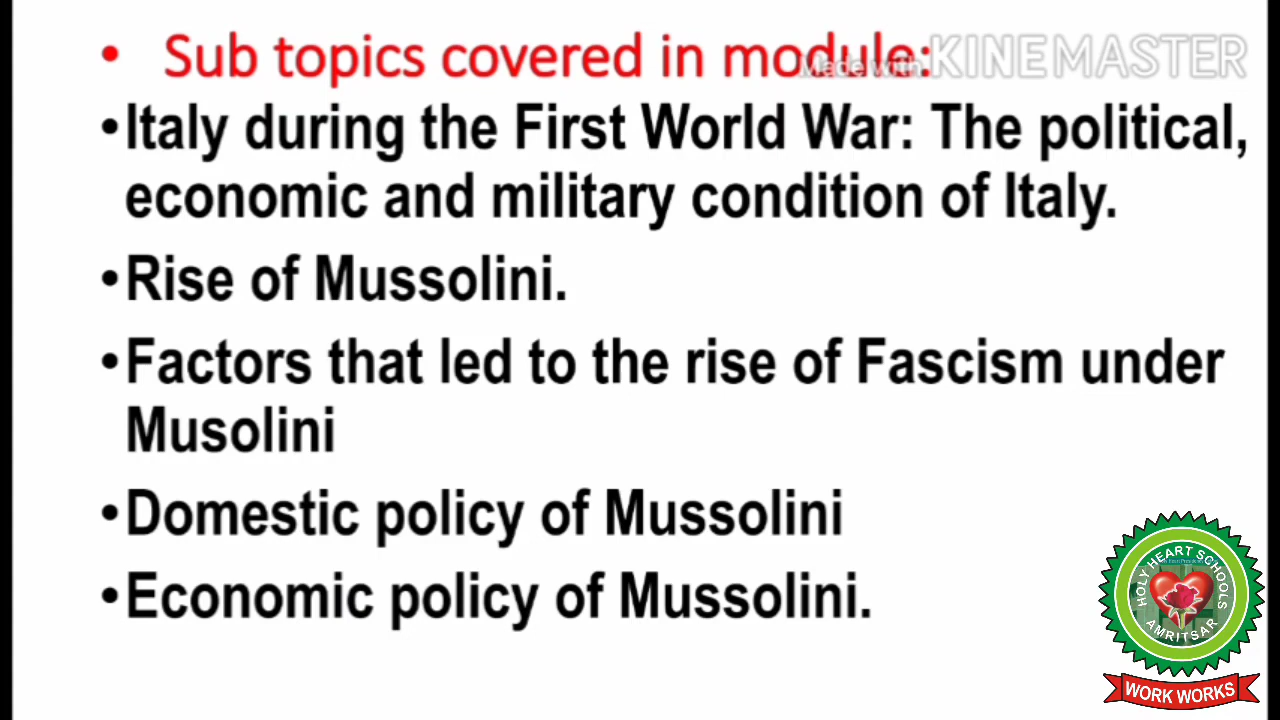 • Sub topics covered in module:
Made with KINEMASTER
•Italy during the First World War: The political,
economic and military condition of Italy.
•Rise of Mussolini.
•Factors that led to the rise of Fascism under
Musolini
•Domestic policy of Mussolini
•Economic policy of Mussolini.
HOLY HEART SCHOOLS
AMRITSAR
WORK WORKS